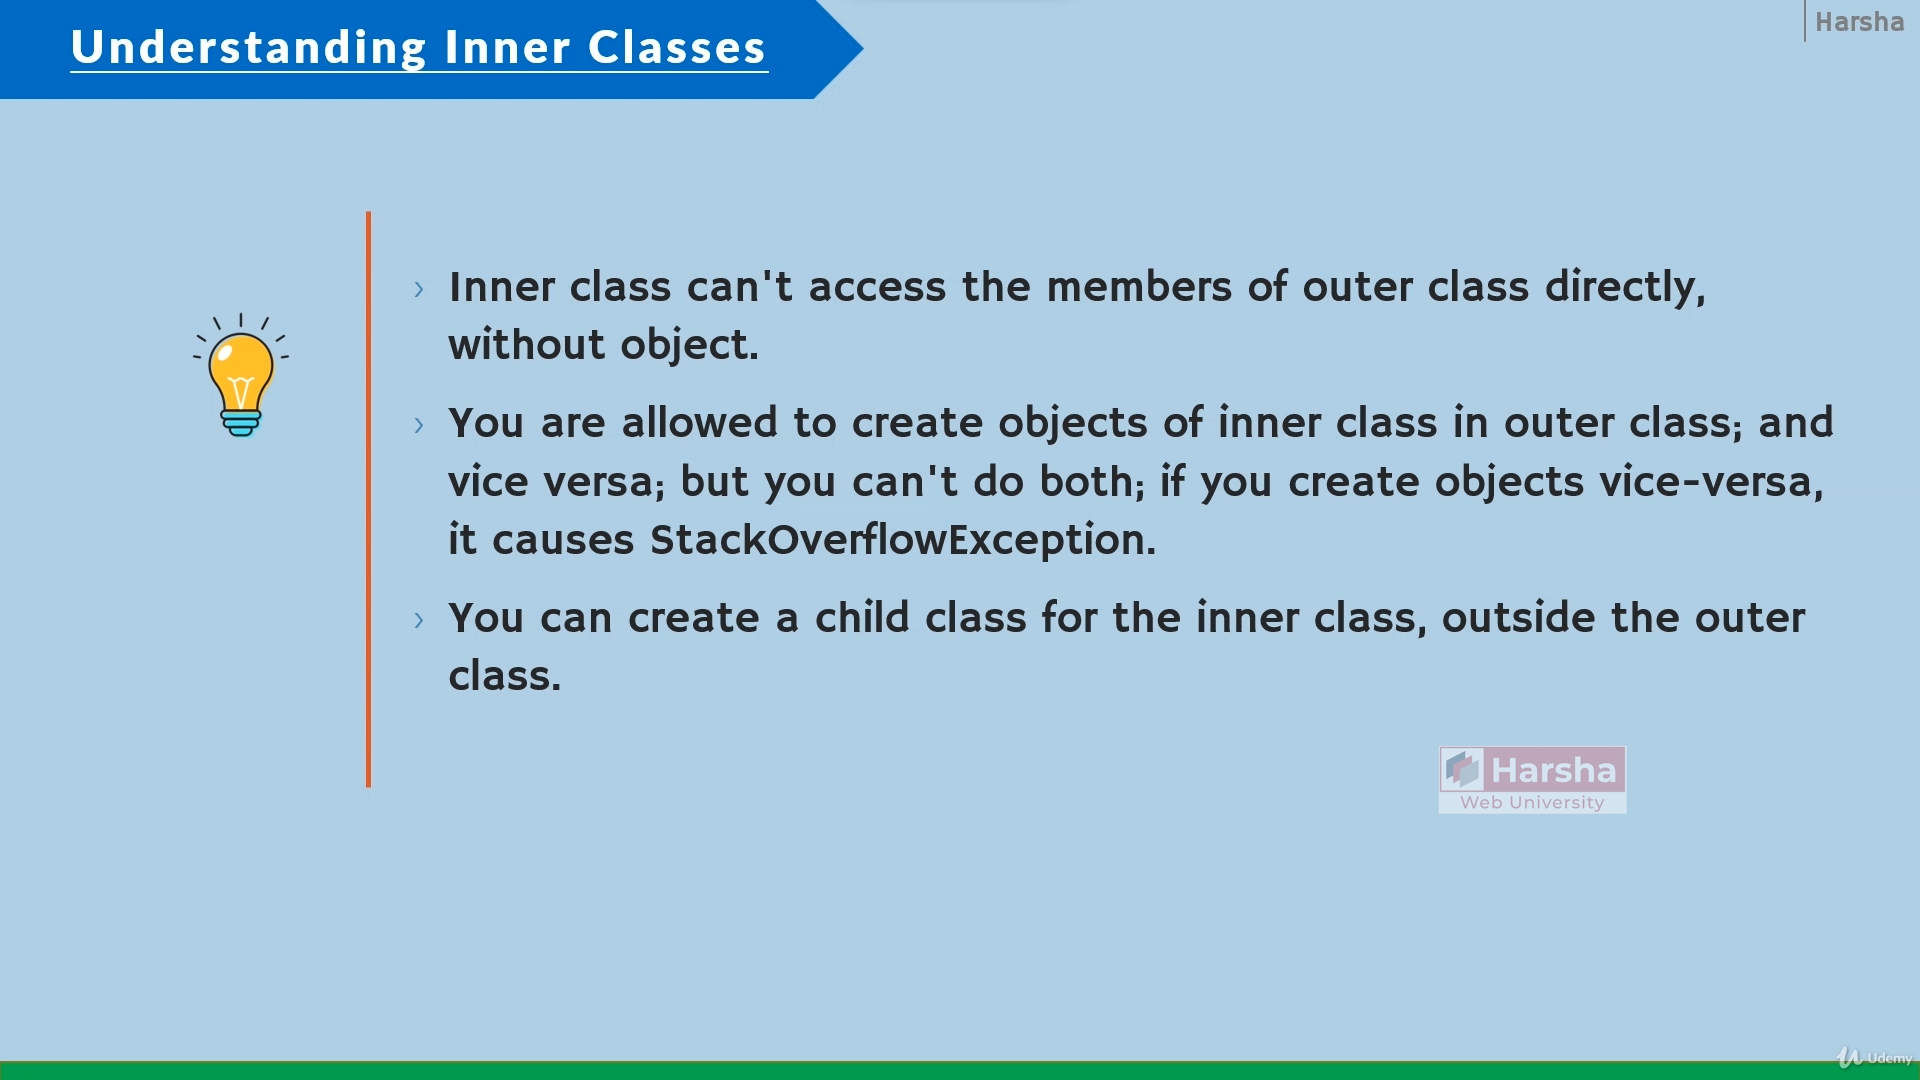 Understanding Inner Classes
Harsha
› Inner class can't access the members of outer class directly,
without object.
› You are allowed to create objects of inner class in outer class; and
vice versa; but you can't do both; if you create objects vice-versa,
it causes StackOverflowException.
› You can create a child class for the inner class, outside the outer
class.
Harsha
Web University
Udemy